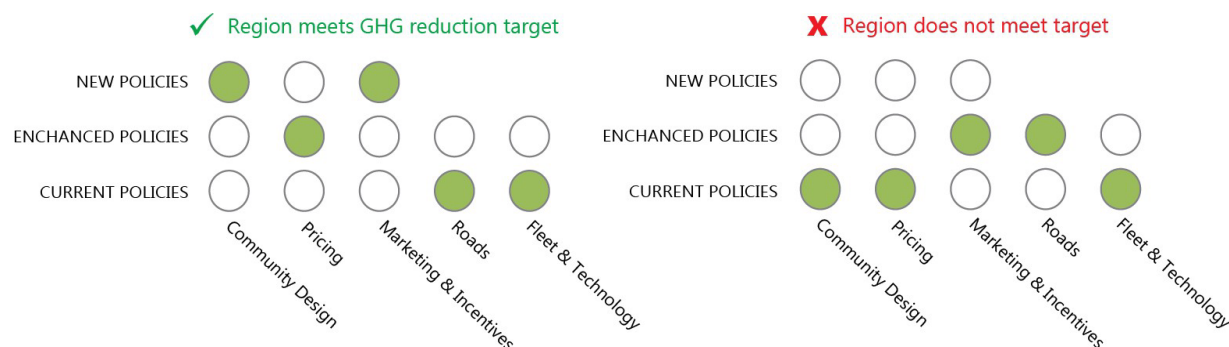 ✓ Region meets GHG reduction target
NEW POLICIES
ENCHANCED POLICIES
CURRENT POLICIES
Community Design
Pricing
Marketing & Incentives
Roads
Fleet & Technology
X Region does not meet target
NEW POLICIES
ENCHANCED POLICIES
CURRENT POLICIES
Community Design
Pricing
Marketing & Incentives
Roads
Fleet & Technology